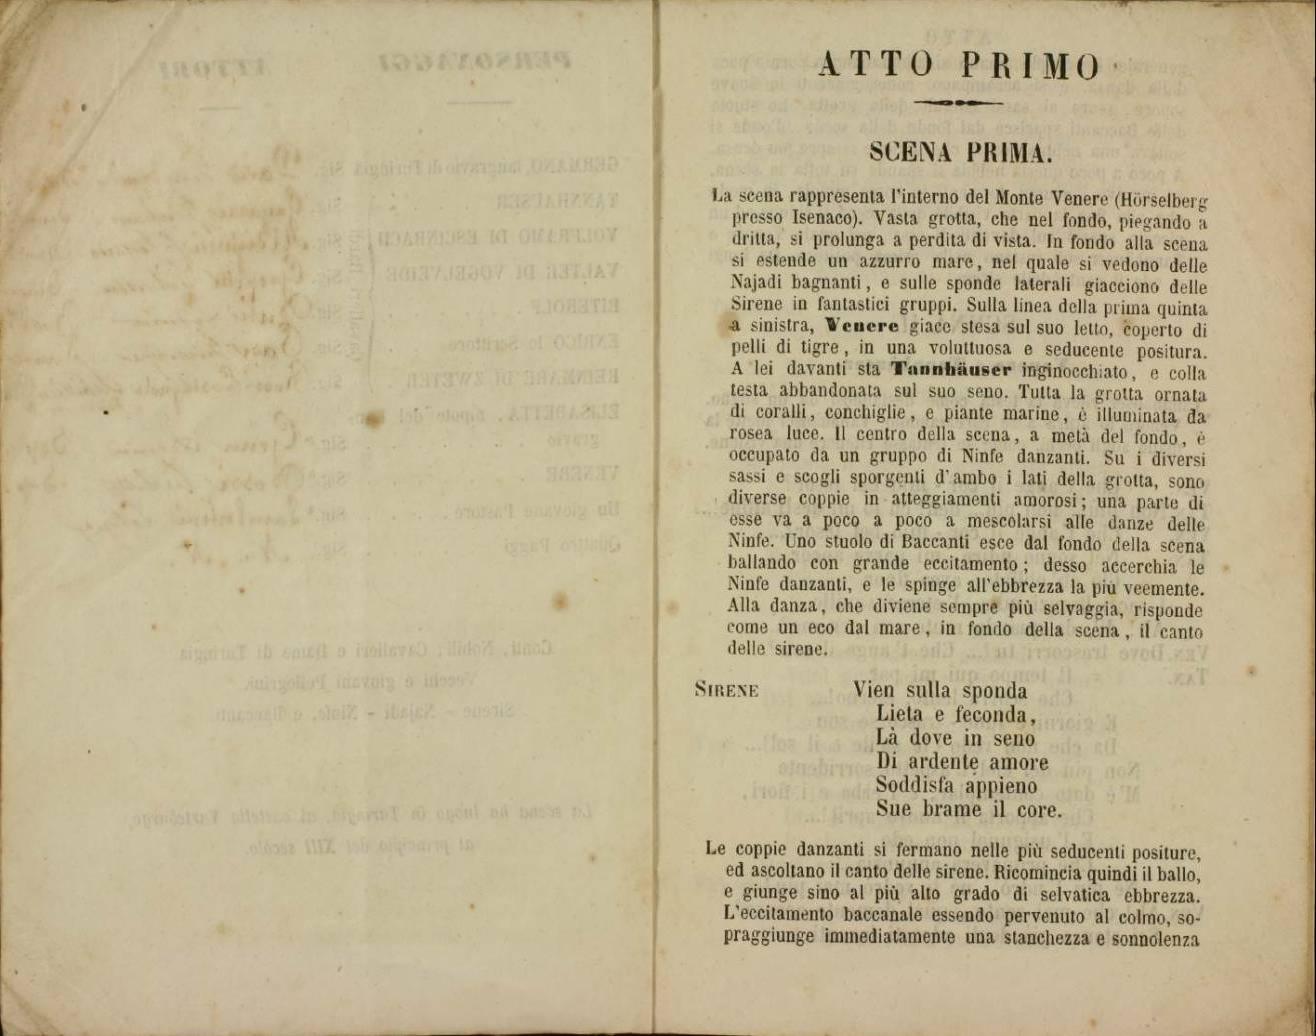 ATTO PRIMO
SCENA PRIMA.
La scena rappresenta l'interno del Monte Venere (Hörselberg
presso Isenaco). Vasta grotta, che nel fondo, piegando a
dritta, si prolunga a perdita di vista. In fondo alla scena
si estende un azzurro mare, nel quale si vedono delle
Najadi bagnanti, e sulle sponde laterali giacciono delle
Sirene in fantastici gruppi. Sulla linea della prima quinta
a sinistra, Venere giace stesa sul suo letto, coperto di
pelli di tigre, in una voluttuosa e seducente positura.
A lei davanti sta Tannhäuser inginocchiato, e colla
testa abbandonata sul suo seno. Tutta la grotta ornata
di coralli, conchiglie, e piante marine, è illuminata da
rosea luce. Il centro della scena, a metà del fondo, è
occupato da un gruppo di Ninfe danzanti. Su i diversi
sassi e scogli sporgenti d'ambo i lati della grotta, sono
diverse coppie in atteggiamenti amorosi; una parte di
esse va a poco a poco a mescolarsi alle danze delle
Ninfe. Uno stuolo di Baccanti esce dal fondo della scena
ballando con grande eccitamento; desso accerchia le
Ninfe danzanti, e le spinge all'ebbrezza la più veemente.
Alla danza, che diviene sempre più selvaggia, risponde
come un eco dal mare, in fondo della scena, il canto
delle sirene.
SIRENE Vien sulla sponda
Lieta e feconda,
Là dove in seno
Di ardente amore
Soddisfa appieno
Sue brame il core.
Le coppie danzanti si fermano nelle più seducenti positure,
ed ascoltano il canto delle sirene. Ricomincia quindi il ballo,
e giunge sino al più alto grado di selvatica ebbrezza.
L'eccitamento baccanale essendo pervenuto al colmo, so-
praggiunge immediatamente una stanchezza e sonnolenza